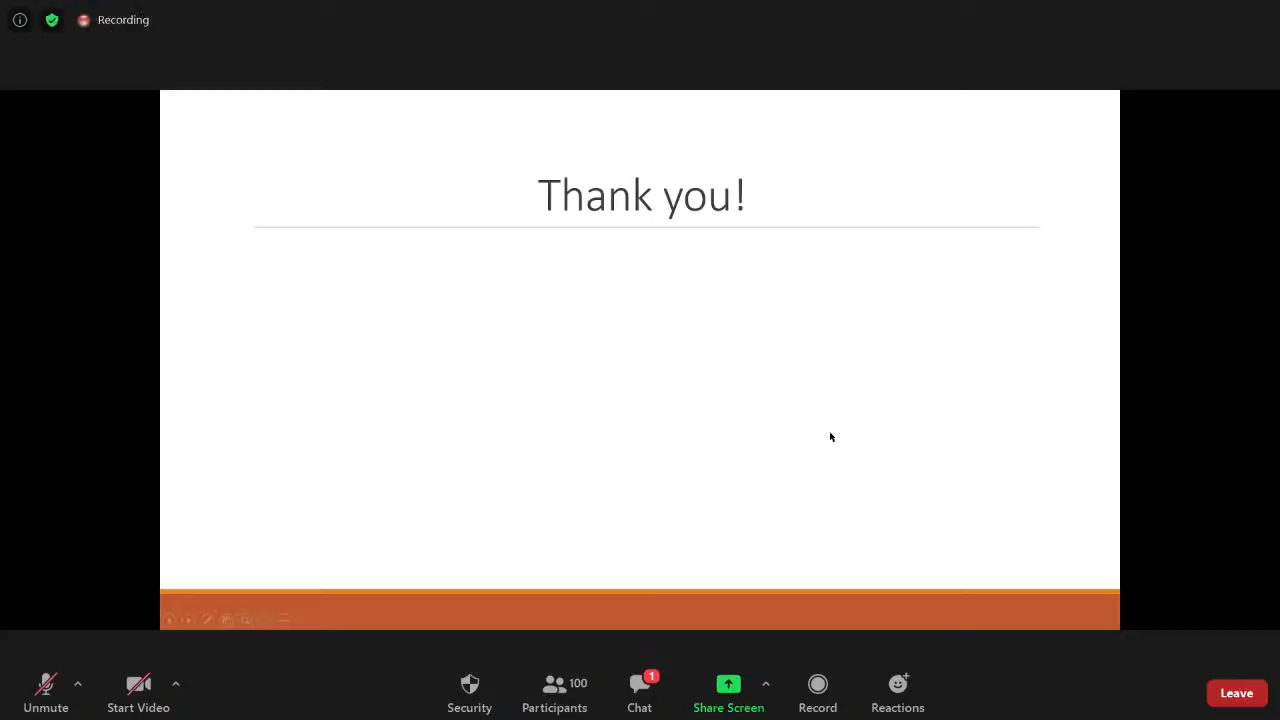 Recording
Thank you!
100
1
Unmute
Start Video
Security
Participants
Chat
Share Screen
Record
Reactions
Leave